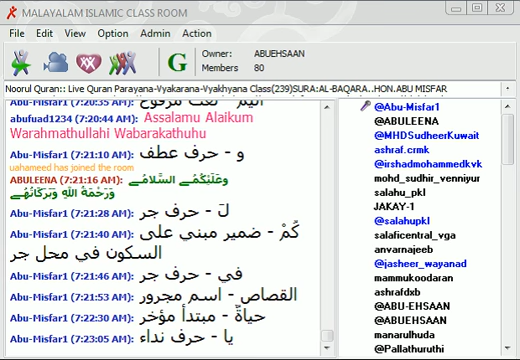 MALAYALAM ISLAMIC CLASS ROOM
File Edit View Option Admin Action
G
Owner: ABUEHSAAN
Members 80
Noorul Quran:: Live Quran Parayana-Vyakarana-Vyakhyana Class(239)SURA:AL-BAQARA..HON.ABU MISFAR
Abu-Misfar1 (7:20:35 AM):
abufuad1234 (7:20:44 AM): Assalamu Alaikum
Warahmathullahi Wabarakathuhu
Abu-Misfar1 (7:21:10 AM): و - حرف عطف
uahameed has joined the room
ABULEENA (7:21:16 AM): وَعَلَيْكُمُـــ السَّلَامُـــ
وَرَحْمَةُ اللهِ وَبَرَكَاتُهُـــ
Abu-Misfar1 (7:21:28 AM): لَ - حرف جر
Abu-Misfar1 (7:21:40 AM): كُمْ - ضمير مبني على
السكون في محل جر
Abu-Misfar1 (7:21:46 AM): في - حرف جر
Abu-Misfar1 (7:21:53 AM): القصاص - اسم مجرور
Abu-Misfar1 (7:22:30 AM): حياةٌ - مبتدأ مؤخر
Abu-Misfar1 (7:23:05 AM): يا - حرف نداء
@Abu-Misfar1
@ABULEENA
@MHDSudheerKuwait
ashraf.crmk
@irshadmohammedkvk
mohd_sudhir_venniyur
salahu_pkl
JAKAY-1
@salahupkl
salaficentral_vga
anvarnajeeb
@jasheer_wayanad
mammukoodaran
ashrafdxb
@ABU-EHSAAN
@ABUEHSAAN
manarulhuda
@Pallathuruthi